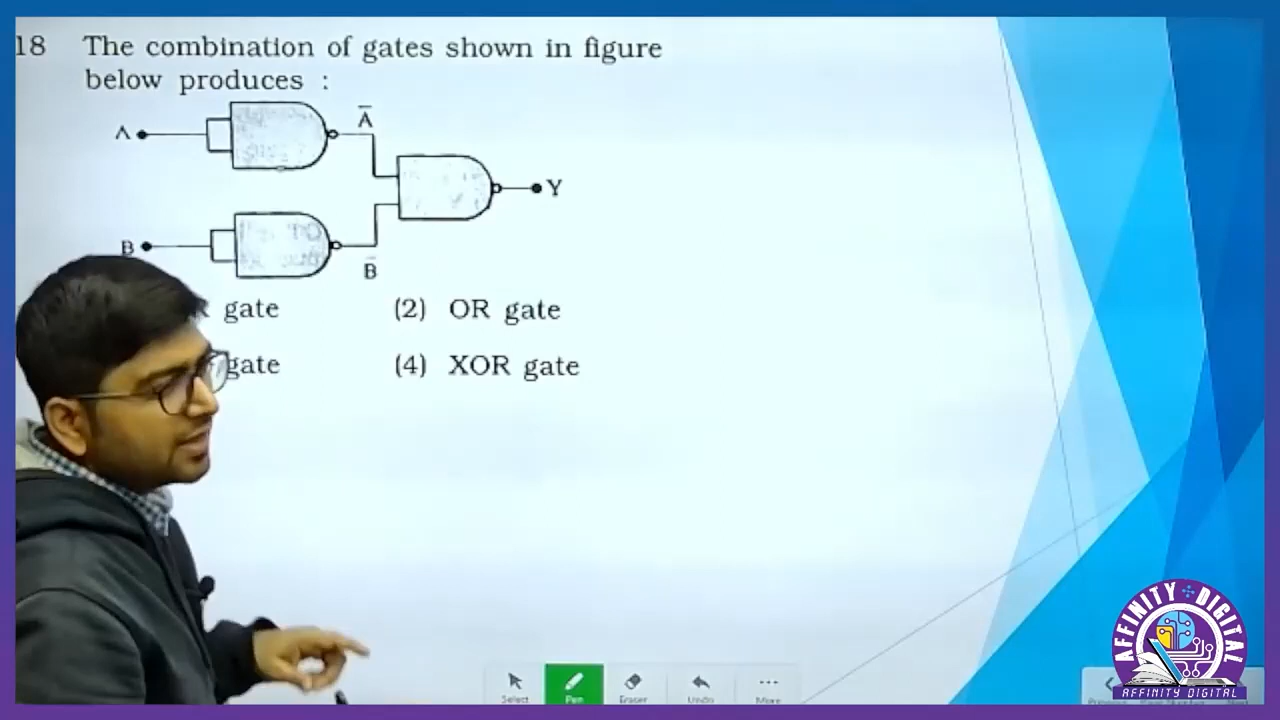 18 The combination of gates shown in figure
below produces :
A
A̅
Y
B
B̅
gate
(2) OR gate
gate
(4) XOR gate
Select
Pen
Eraser
Undo
More
AFFINITY DIGITAL
AFFINITY DIGITAL